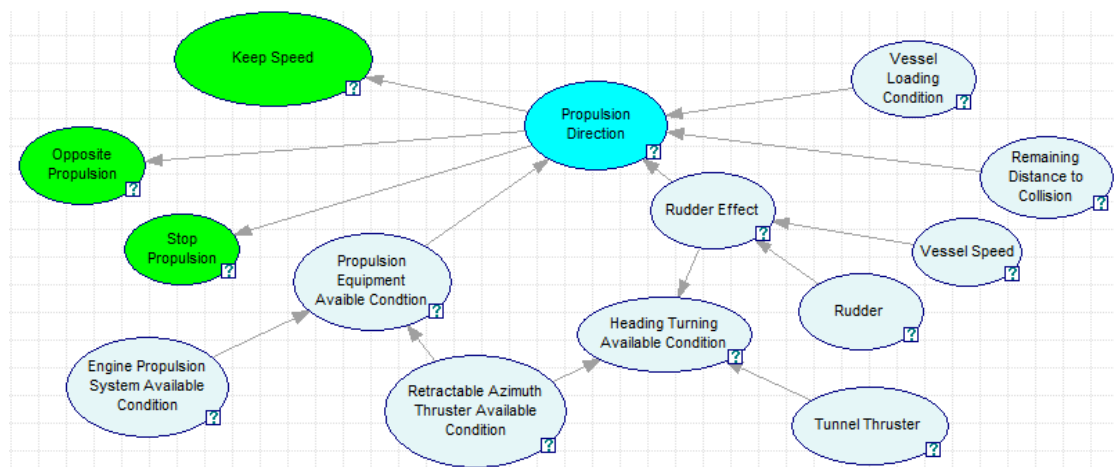 Keep Speed
?
Vessel
Loading
Condition
?
Propulsion
Direction
?
Opposite
Propulsion
?
Remaining
Distance to
Collision
?
Rudder Effect
?
Stop
Propulsion
?
Vessel Speed
?
Propulsion
Equipment
Avaible Condtion
?
Rudder
?
Heading Turning
Available Condition
?
Engine Propulsion
System Available
Condition
?
Retractable Azimuth
Thruster Available
Condition
?
Tunnel Thruster
?